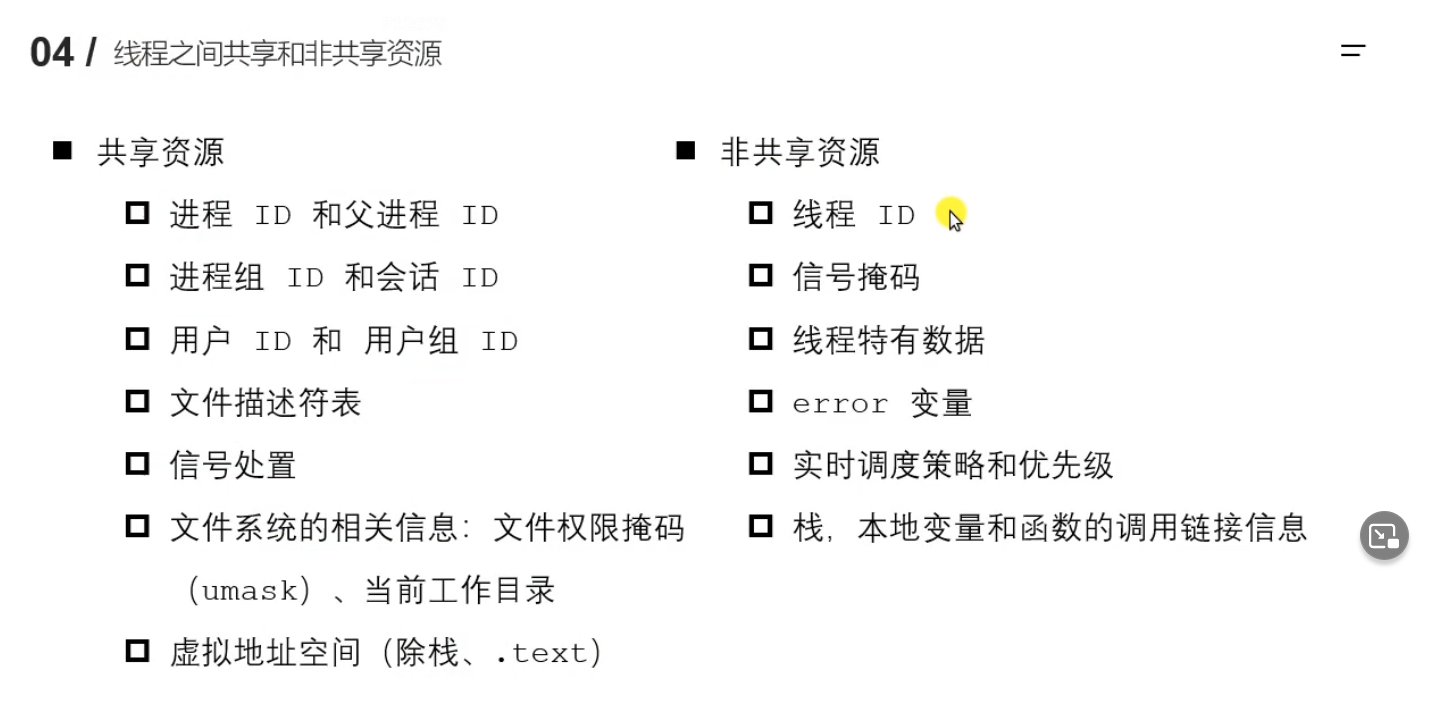 04 / 线程之间共享和非共享资源
共享资源
进程 ID 和父进程 ID
进程组 ID 和会话 ID
用户 ID 和 用户组 ID
文件描述符表
信号处置
文件系统的相关信息：文件权限掩码
（umask）、当前工作目录
虚拟地址空间（除栈、.text）
非共享资源
线程 ID
信号掩码
线程特有数据
error 变量
实时调度策略和优先级
栈，本地变量和函数的调用链接信息